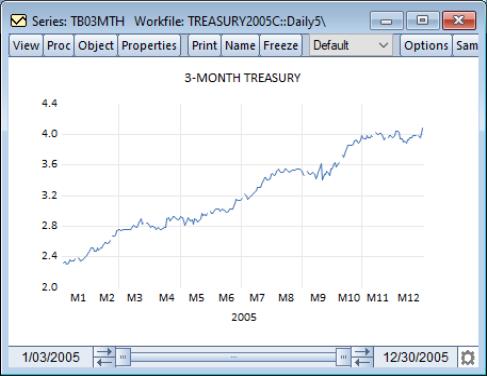 Series: TB03MTH Workfile: TREASURY2005C::Daily5\
View Proc Object Properties Print Name Freeze Default Options Sam
3-MONTH TREASURY
4.4
4.0
3.6
3.2
2.8
2.4
2.0
M1 M2 M3 M4 M5 M6 M7 M8 M9 M10 M11 M12
2005
1/03/2005 12/30/2005